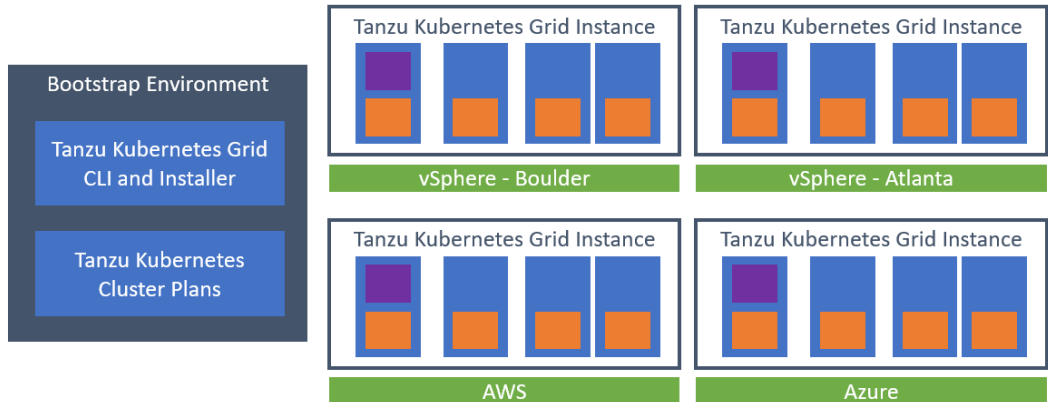 Bootstrap Environment
Tanzu Kubernetes Grid
CLI and Installer
Tanzu Kubernetes
Cluster Plans
Tanzu Kubernetes Grid Instance
vSphere - Boulder
Tanzu Kubernetes Grid Instance
vSphere - Atlanta
Tanzu Kubernetes Grid Instance
AWS
Tanzu Kubernetes Grid Instance
Azure